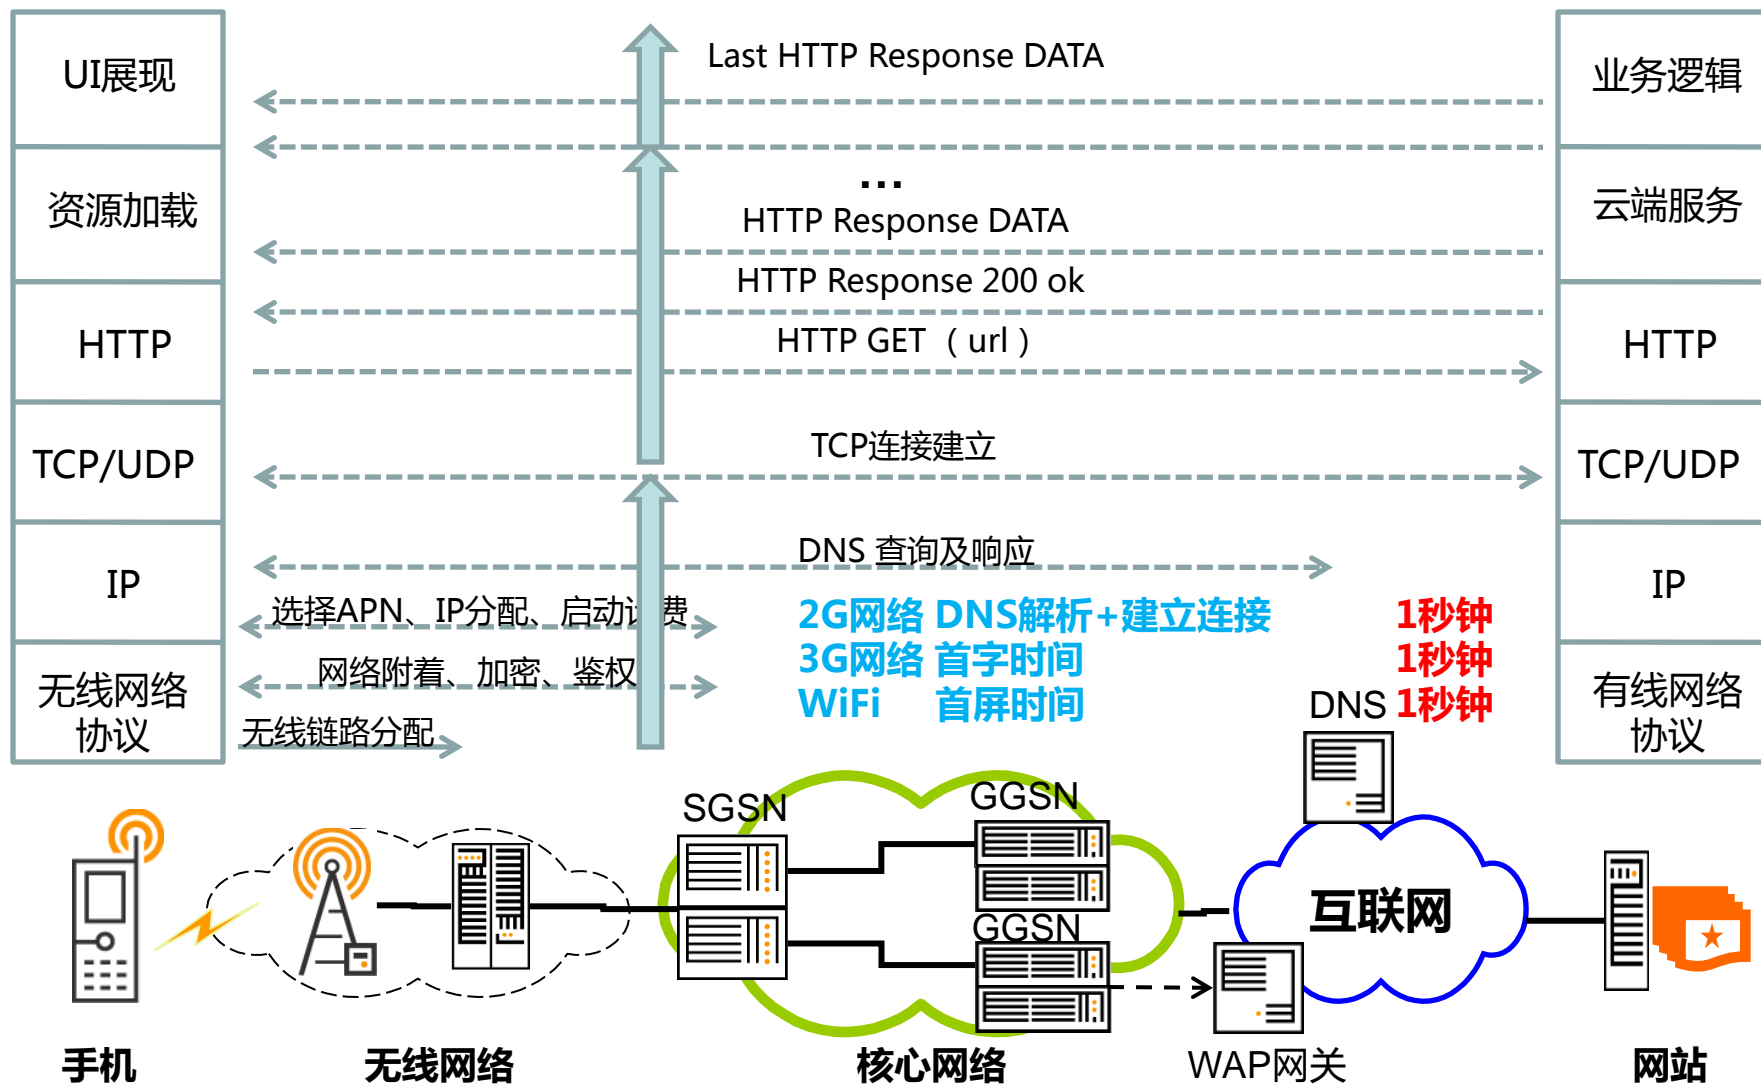 UI展现
资源加载
HTTP
TCP/UDP
IP
无线网络
协议
Last HTTP Response DATA
...
HTTP Response DATA
HTTP Response 200 ok
HTTP GET（url）
TCP连接建立
DNS 查询及响应
选择APN、IP分配、启动计费
网络附着、加密、鉴权
无线链路分配
2G网络 DNS解析+建立连接 1秒钟
3G网络 首字时间 1秒钟
WiFi 首屏时间 1秒钟
业务逻辑
云端服务
HTTP
TCP/UDP
IP
有线网络
协议
DNS
SGSN
GGSN
GGSN
互联网
手机
无线网络
核心网络
WAP网关
网站